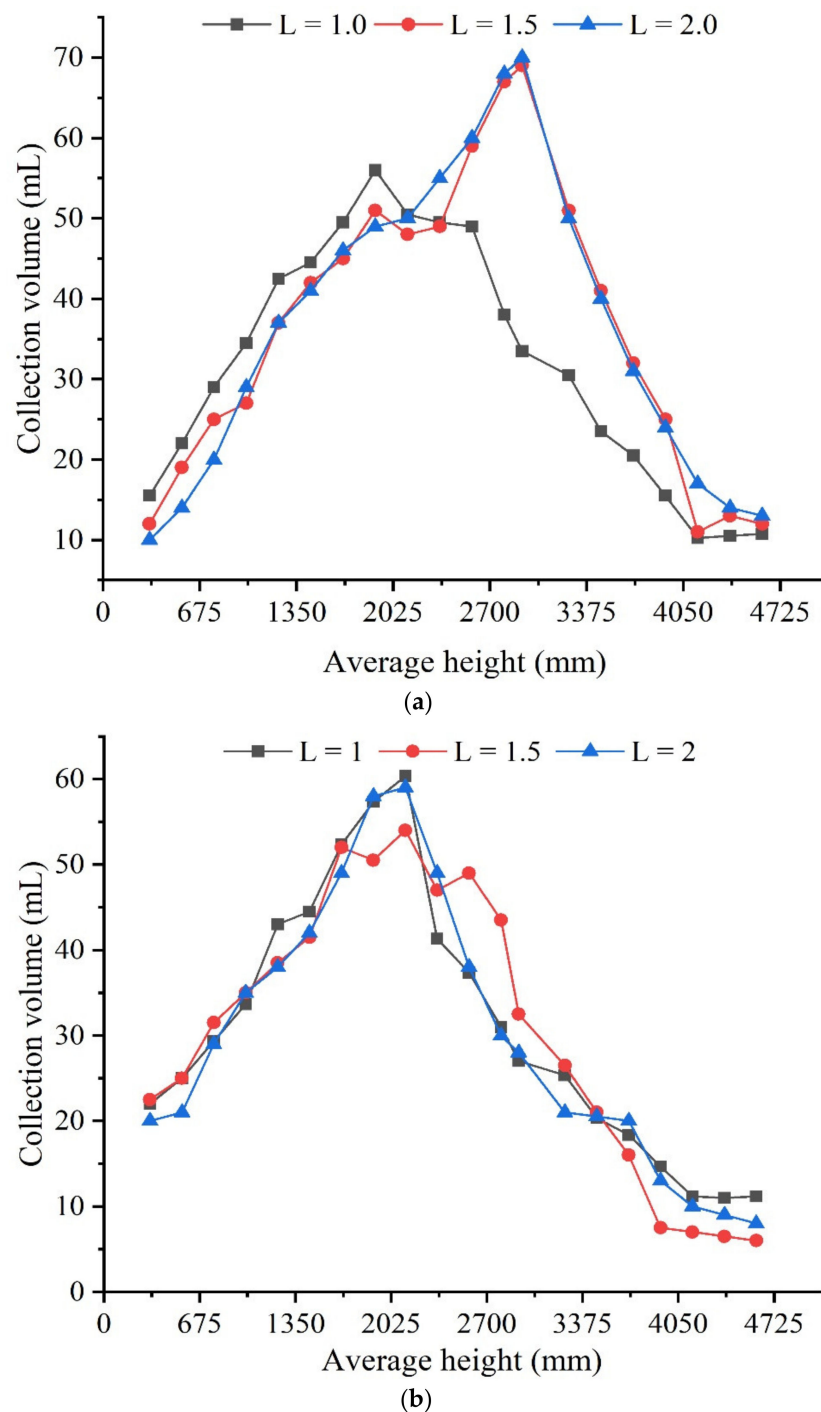 L = 1.0 L = 1.5 L = 2.0
70
60
50
40
30
20
10
Collection volume (mL)
0 675 1350 2025 2700 3375 4050 4725
Average height (mm)
(a)
L = 1 L = 1.5 L = 2
60
50
40
30
20
10
0
Collection volume (mL)
0 675 1350 2025 2700 3375 4050 4725
Average height (mm)
(b)